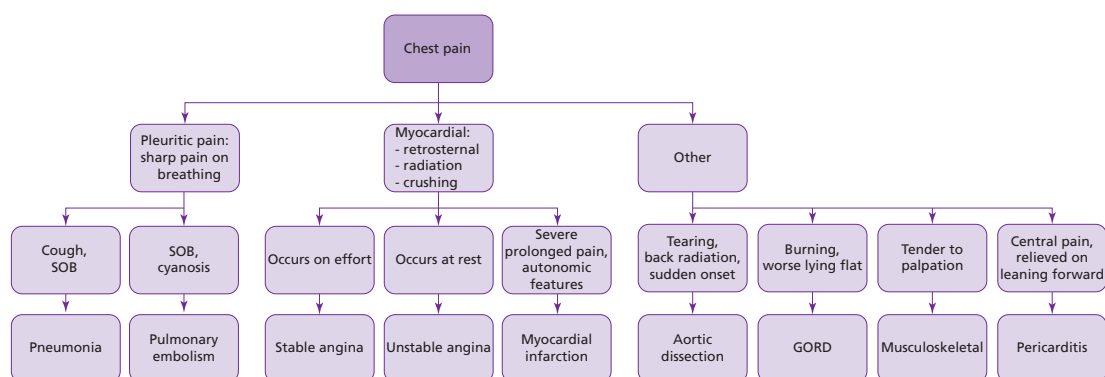 Chest pain
Pleuritic pain:
sharp pain on
breathing
Myocardial:
- retrosternal
- radiation
- crushing
Other
Cough,
SOB
SOB,
cyanosis
Occurs on effort
Occurs at rest
Severe
prolonged pain,
autonomic
features
Tearing,
back radiation,
sudden onset
Burning,
worse lying flat
Tender to
palpation
Central pain,
relieved on
leaning forward
Pneumonia
Pulmonary
embolism
Stable angina
Unstable angina
Myocardial
infarction
Aortic
dissection
GORD
Musculoskeletal
Pericarditis